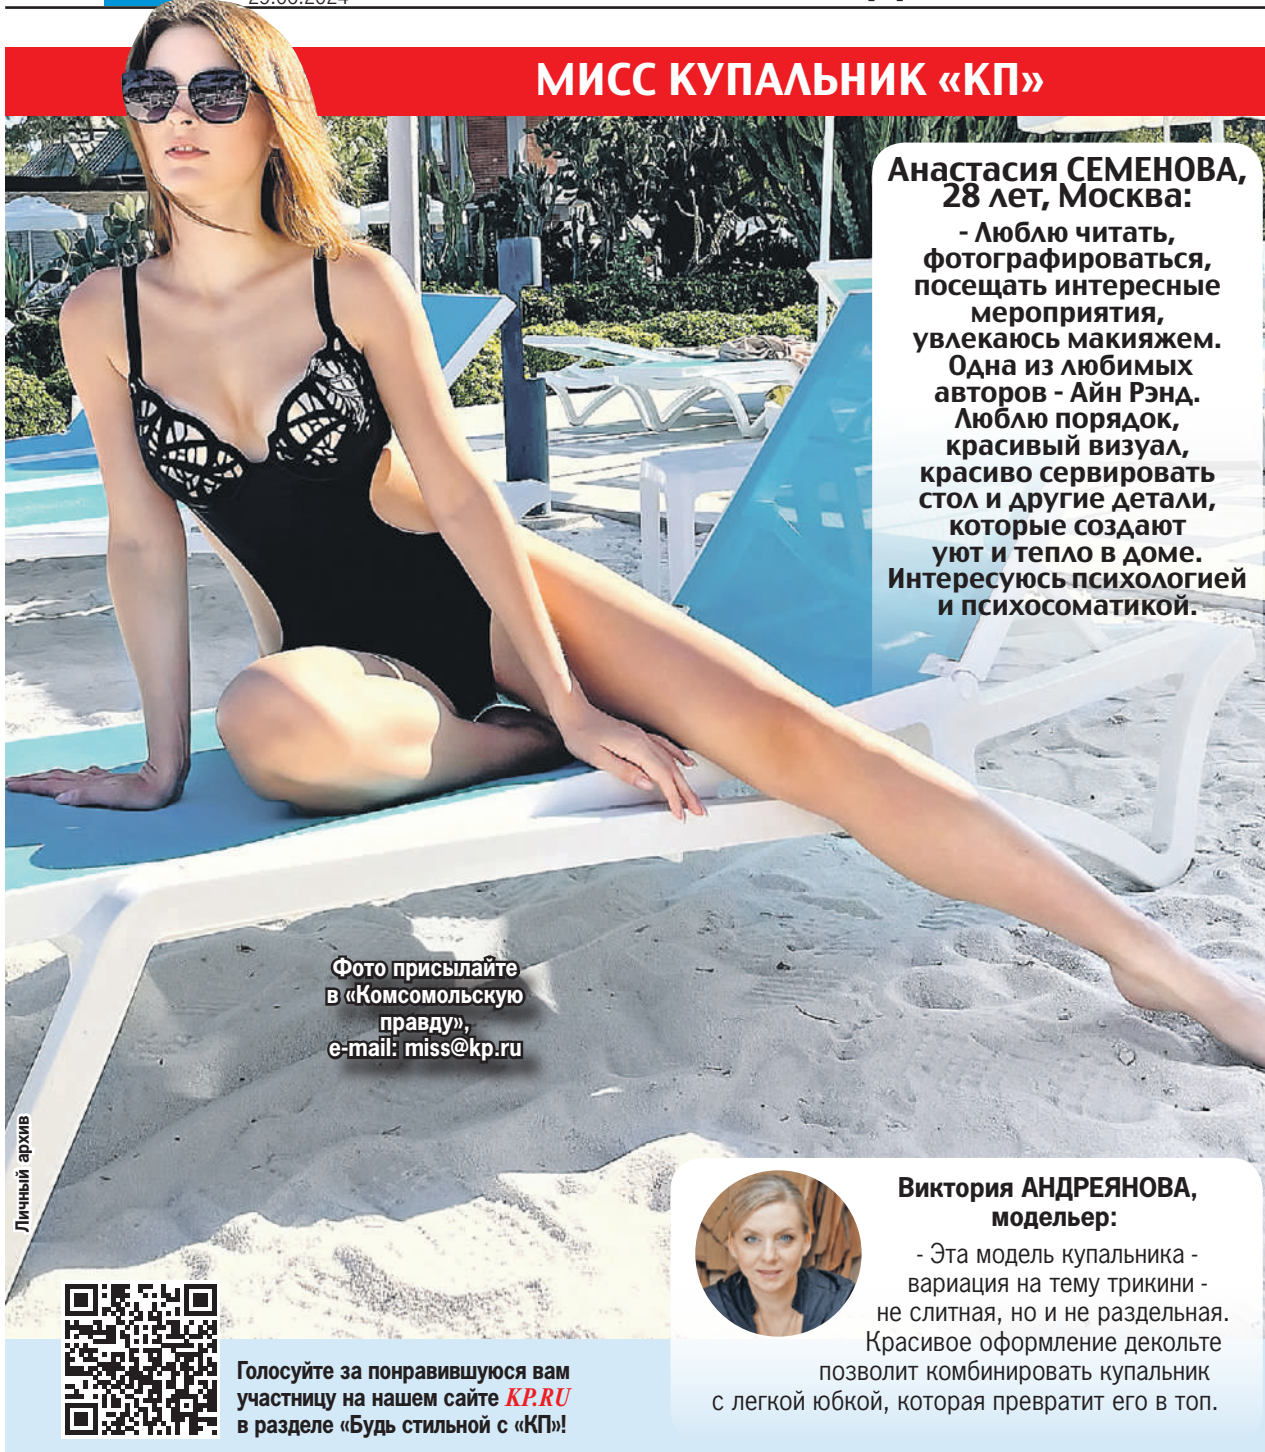 МИСС КУПАЛЬНИК «КП»
Анастасия СЕМЕНОВА,
28 лет, Москва:
- Люблю читать,
фотографироваться,
посещать интересные
мероприятия,
увлекаюсь макияжем.
Одна из любимых
авторов - Айн Рэнд.
Люблю порядок,
красивый визуал,
красиво сервировать
стол и другие детали,
которые создают
уют и тепло в доме.
Интересуюсь психологией
и психосоматикой.
Фото присылайте
в «Комсомольскую
правду»,
e-mail: miss@kp.ru
Личный архив
Виктория АНДРЕЯНОВА,
модельер:
- Эта модель купальника -
вариация на тему трикини -
не слитная, но и не раздельная.
Красивое оформление декольте
позволит комбинировать купальник
с легкой юбкой, которая превратит его в топ.
Голосуйте за понравившуюся вам
участницу на нашем сайте KP.RU
в разделе «Будь стильной с «КП»!